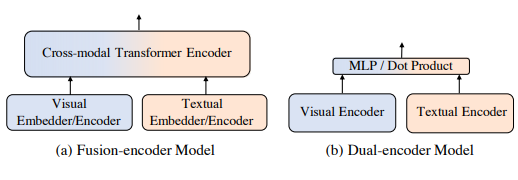 Cross-modal Transformer Encoder
Visual
Embedder/Encoder
Textual
Embedder/Encoder
(a) Fusion-encoder Model
MLP / Dot Product
Visual Encoder
Textual Encoder
(b) Dual-encoder Model